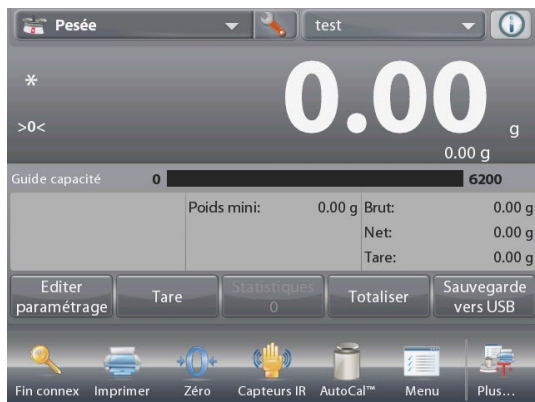 Pesée
test
*
0.00
>0<
g
0.00 g
Guide capacité 0 6200
Poids mini: 0.00 g Brut: 0.00 g
Net: 0.00 g
Tare: 0.00 g
Editer
paramétrage
Tare
Statistiques
0
Totaliser
Sauvegarde
vers USB
Fin connex Imprimer Zéro Capteurs IR AutoCal™ Menu Plus...